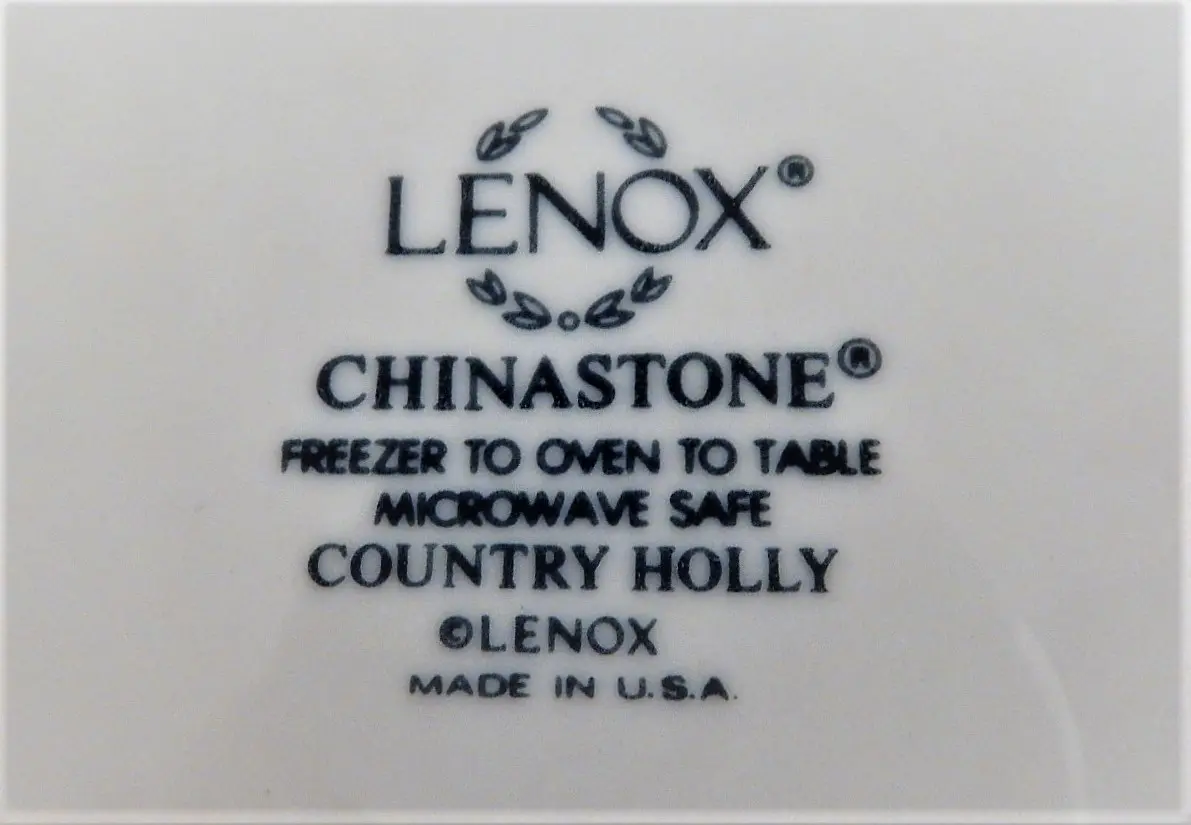 LENOX®
CHINASTONE®
FREEZER TO OVEN TO TABLE
MICROWAVE SAFE
COUNTRY HOLLY
©LENOX
MADE IN U.S.A.